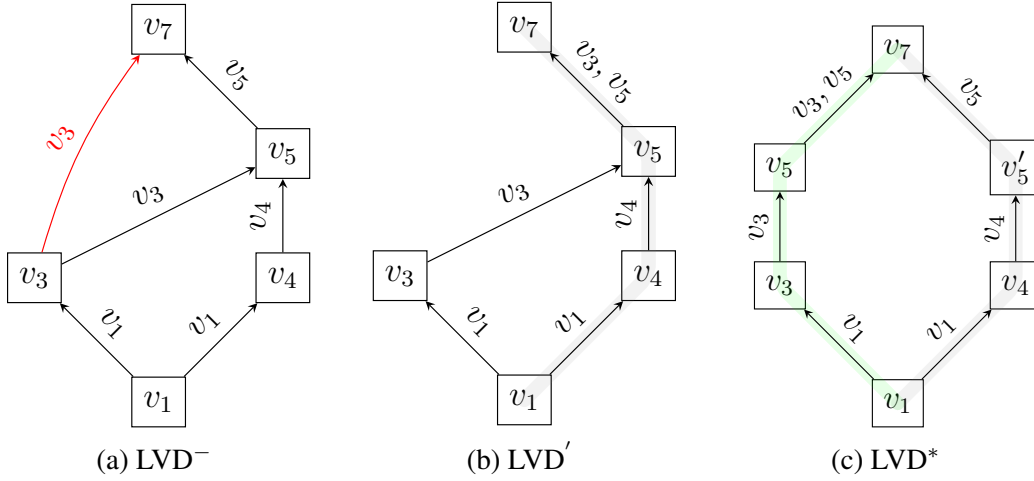 v₇
v₅
v₃
v₅
v₃
v₄
v₃
v₄
v₁
v₁
v₁
(a) LVD⁻
v₇
v₃, v₅
v₅
v₃
v₄
v₃
v₄
v₁
v₁
v₁
(b) LVD′
v₇
v₃, v₅
v₅
v₅
v₅′
v₃
v₄
v₃
v₄
v₁
v₁
v₁
(c) LVD*